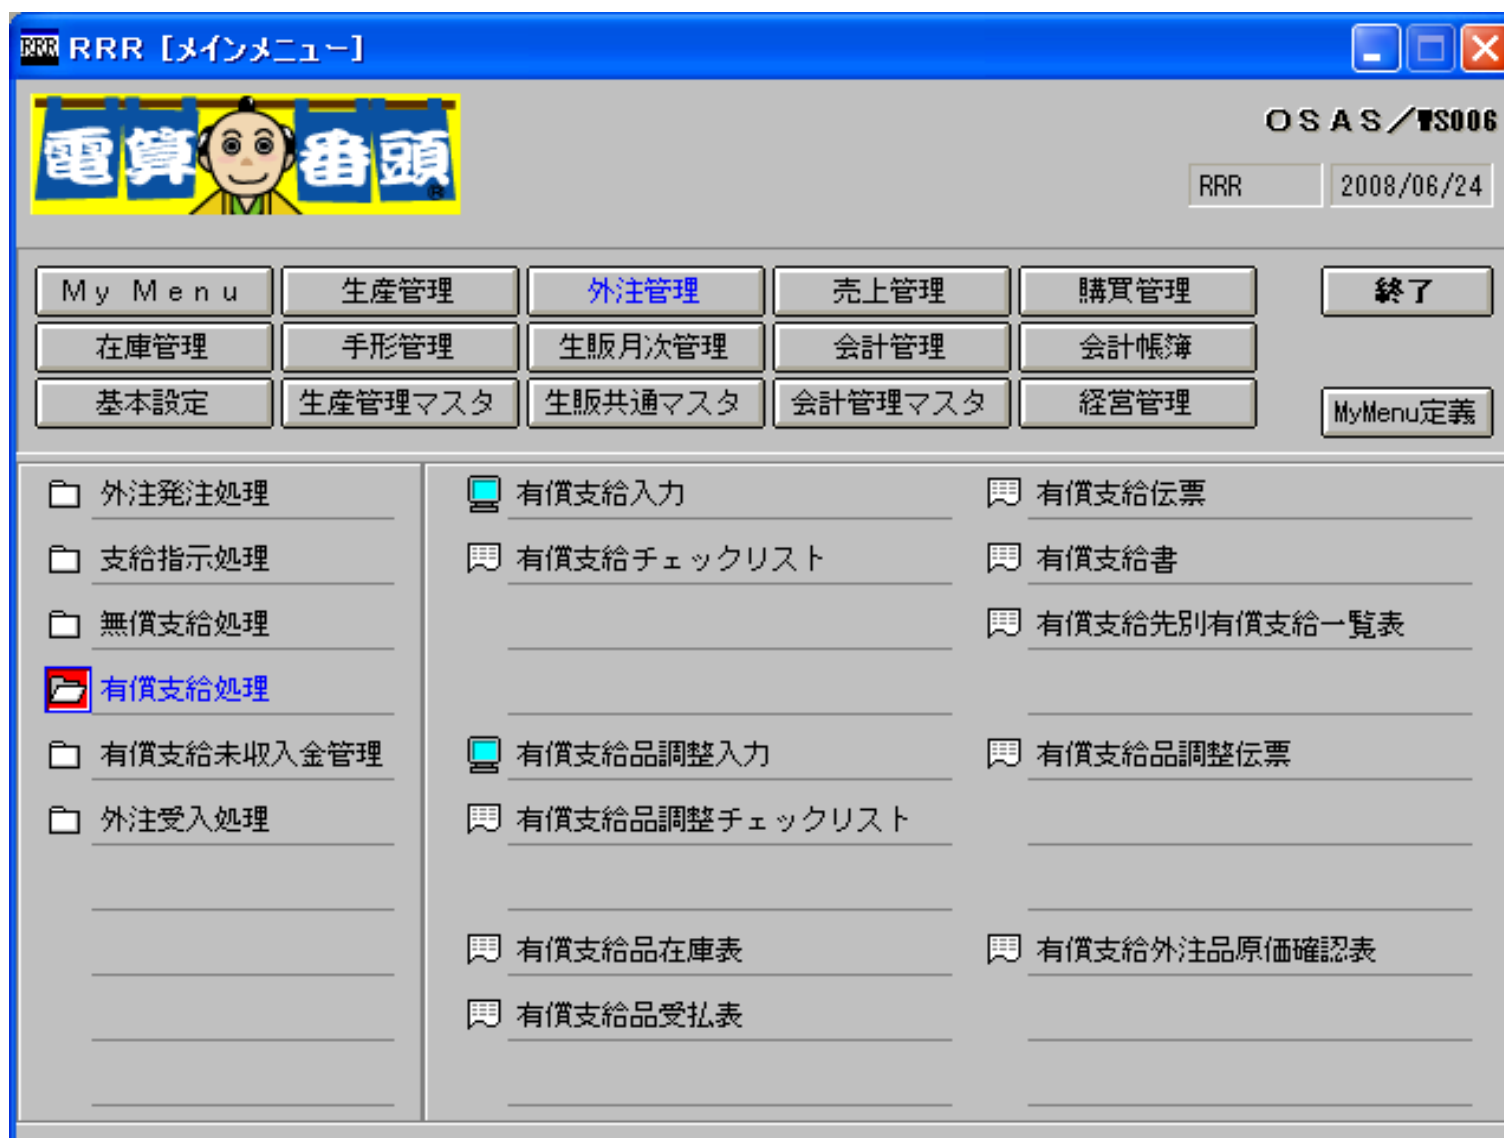 RRR RRR [メインメニュー]
電算番頭®
OSAS/WS006
RRR 2008/06/24
My Menu 生産管理 外注管理 売上管理 購買管理 終了
在庫管理 手形管理 生販月次管理 会計管理 会計帳簿
基本設定 生産管理マスタ 生販共通マスタ 会計管理マスタ 経営管理 MyMenu定義
外注発注処理
支給指示処理
無償支給処理
有償支給処理
有償支給未収入金管理
外注受入処理
有償支給入力 有償支給伝票
有償支給チェックリスト 有償支給書
有償支給先別有償支給一覧表
有償支給品調整入力 有償支給品調整伝票
有償支給品調整チェックリスト
有償支給品在庫表 有償支給外注品原価確認表
有償支給品受払表